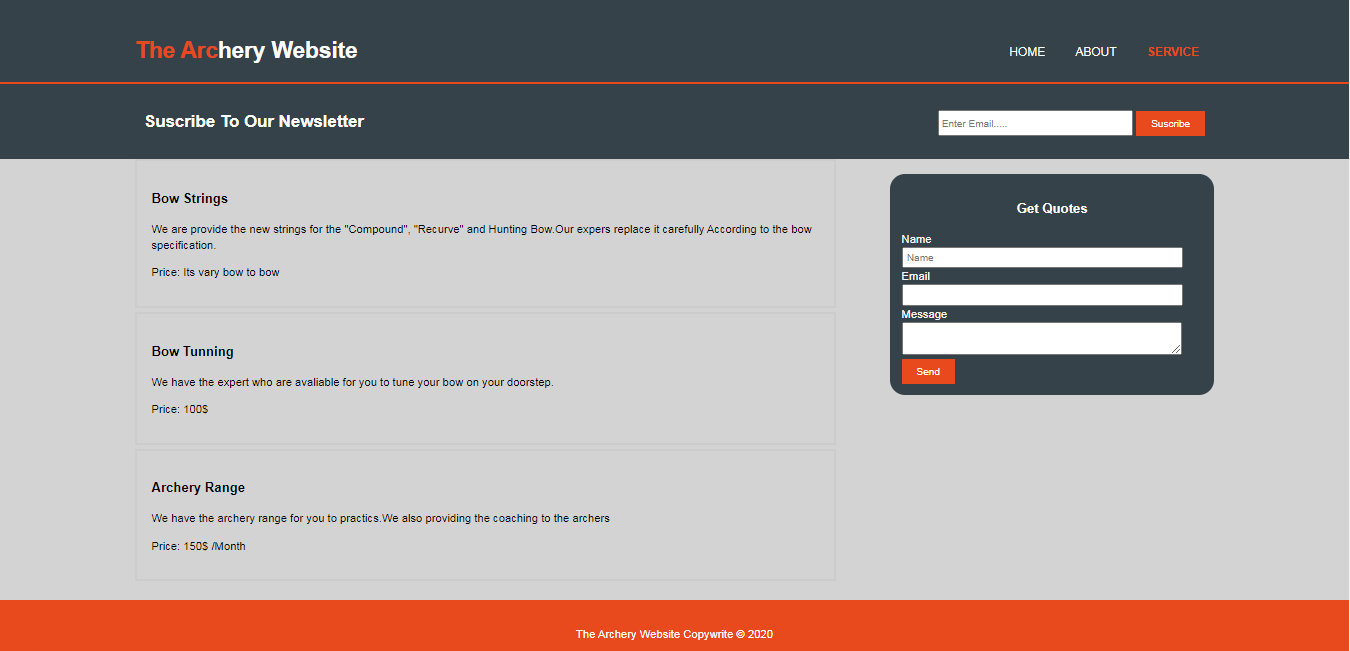 The Archery Website
HOME ABOUT SERVICE
Suscribe To Our Newsletter
Enter Email.....
Suscribe
Bow Strings
We are provide the new strings for the "Compound", "Recurve" and Hunting Bow.Our expers replace it carefully According to the bow
specification.
Price: Its vary bow to bow
Bow Tunning
We have the expert who are avaliable for you to tune your bow on your doorstep.
Price: 100$
Archery Range
We have the archery range for you to practics.We also providing the coaching to the archers
Price: 150$ /Month
Get Quotes
Name
Name
Email
Message
Send
The Archery Website Copywrite © 2020